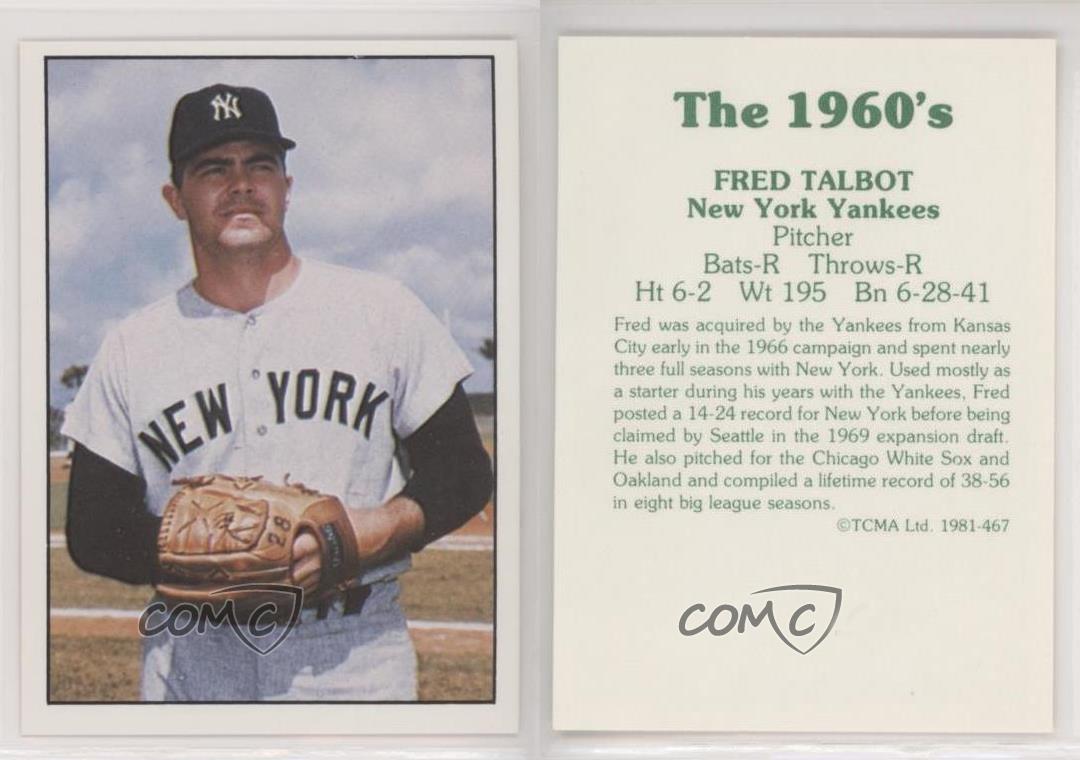 NY
NEW YORK
28
COMC
The 1960's
FRED TALBOT
New York Yankees
Pitcher
Bats-R Throws-R
Ht 6-2 Wt 195 Bn 6-28-41
Fred was acquired by the Yankees from Kansas
City early in the 1966 campaign and spent nearly
three full seasons with New York. Used mostly as
a starter during his years with the Yankees, Fred
posted a 14-24 record for New York before being
claimed by Seattle in the 1969 expansion draft.
He also pitched for the Chicago White Sox and
Oakland and compiled a lifetime record of 38-56
in eight big league seasons.
©TCMA Ltd. 1981-467
COMC